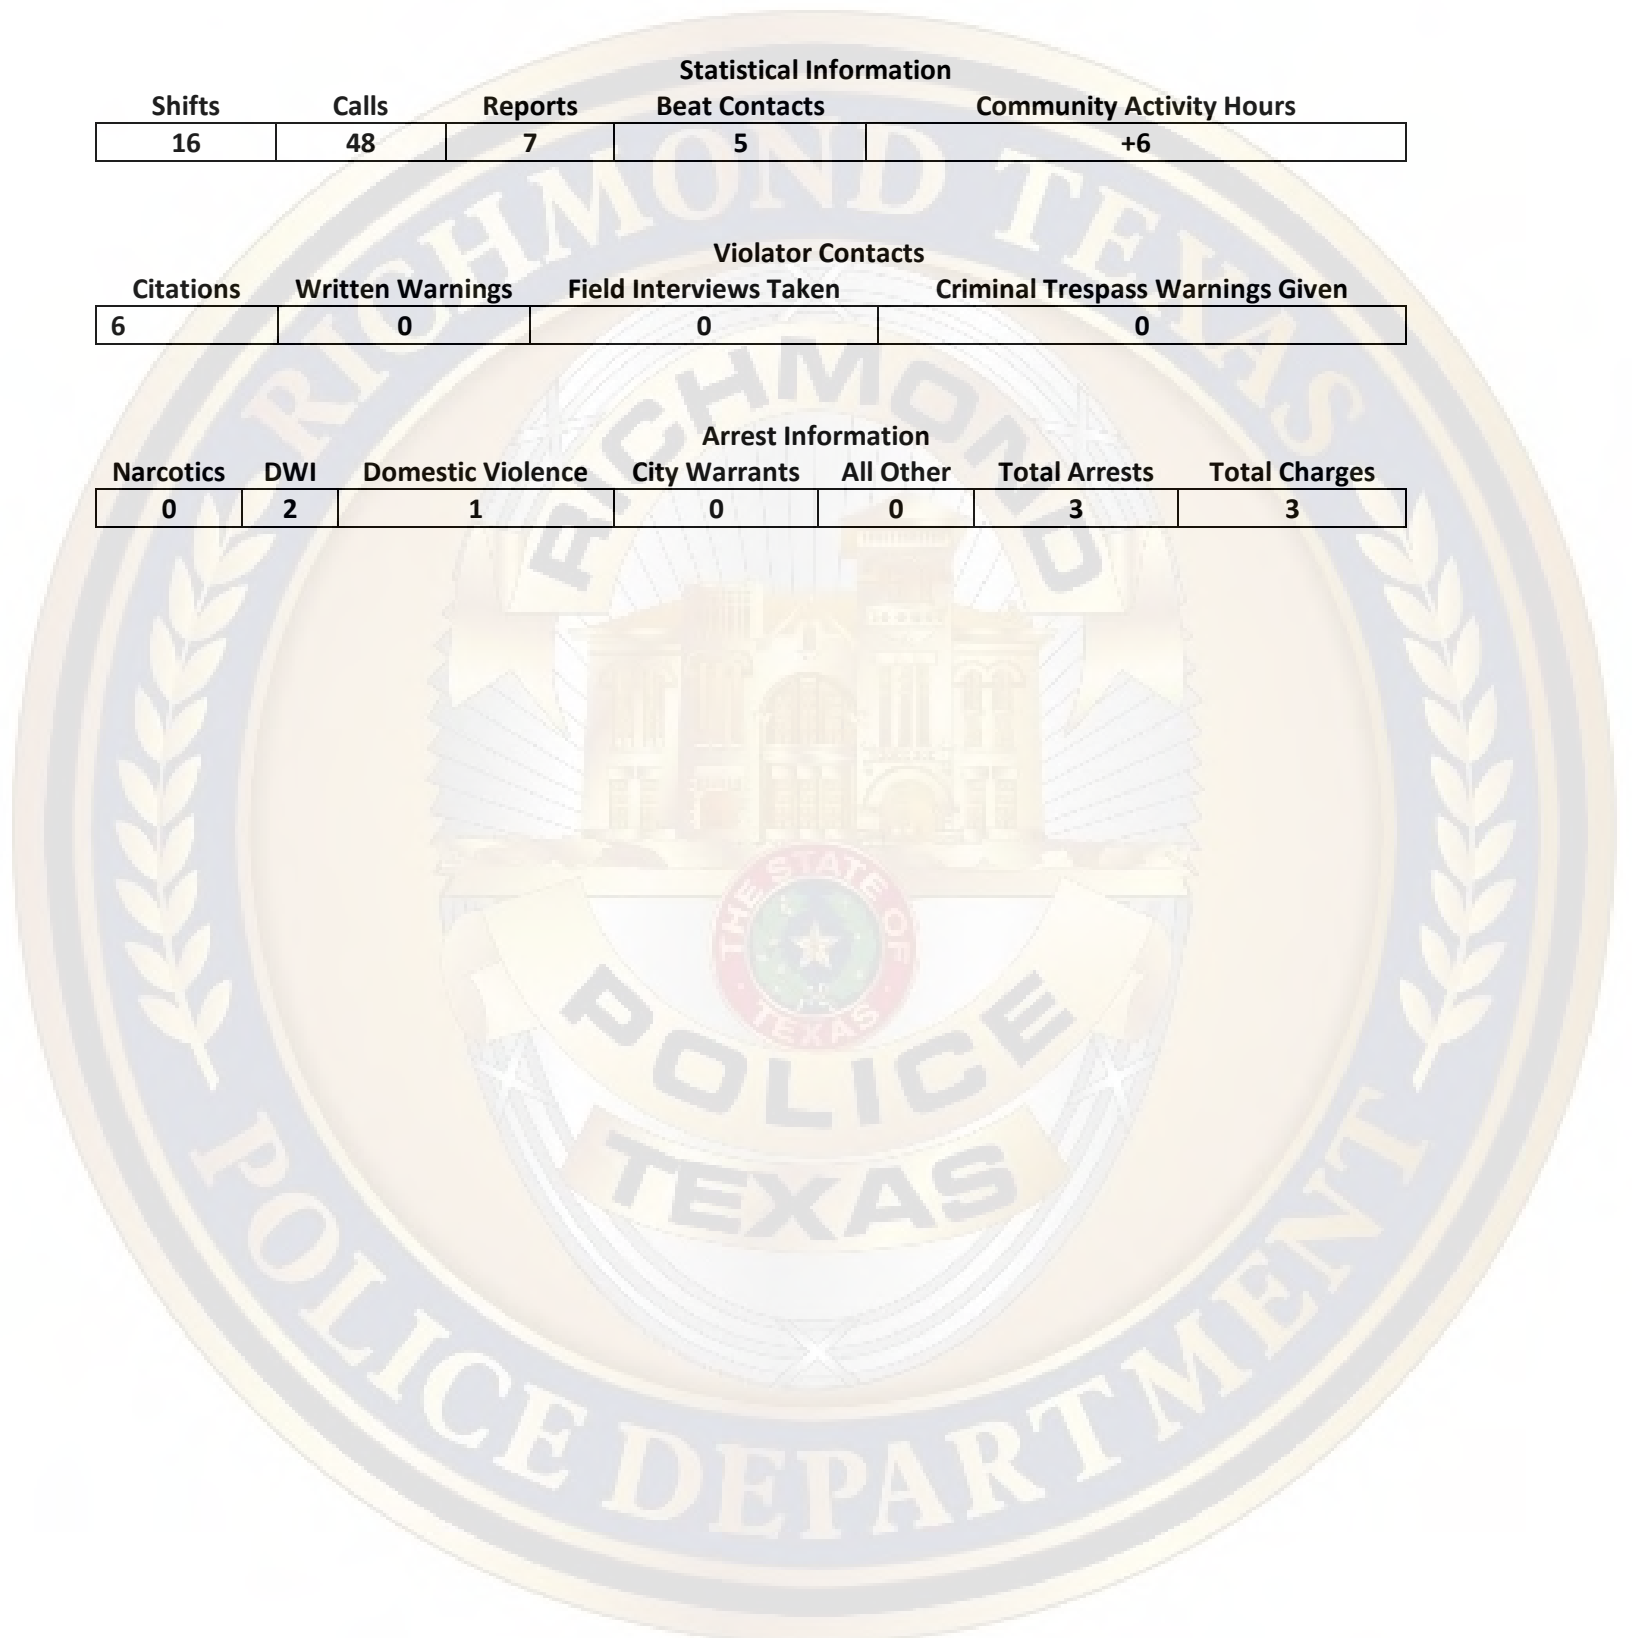 Statistical Information
Shifts Calls Reports Beat Contacts Community Activity Hours
16 48 7 5 +6
Violator Contacts
Citations Written Warnings Field Interviews Taken Criminal Trespass Warnings Given
6 0 0 0
Arrest Information
Narcotics DWI Domestic Violence City Warrants All Other Total Arrests Total Charges
0 2 1 0 0 3 3
RICHMOND TEXAS
RICHMOND
THE STATE OF
TEXAS
POLICE
TEXAS
POLICE DEPARTMENT